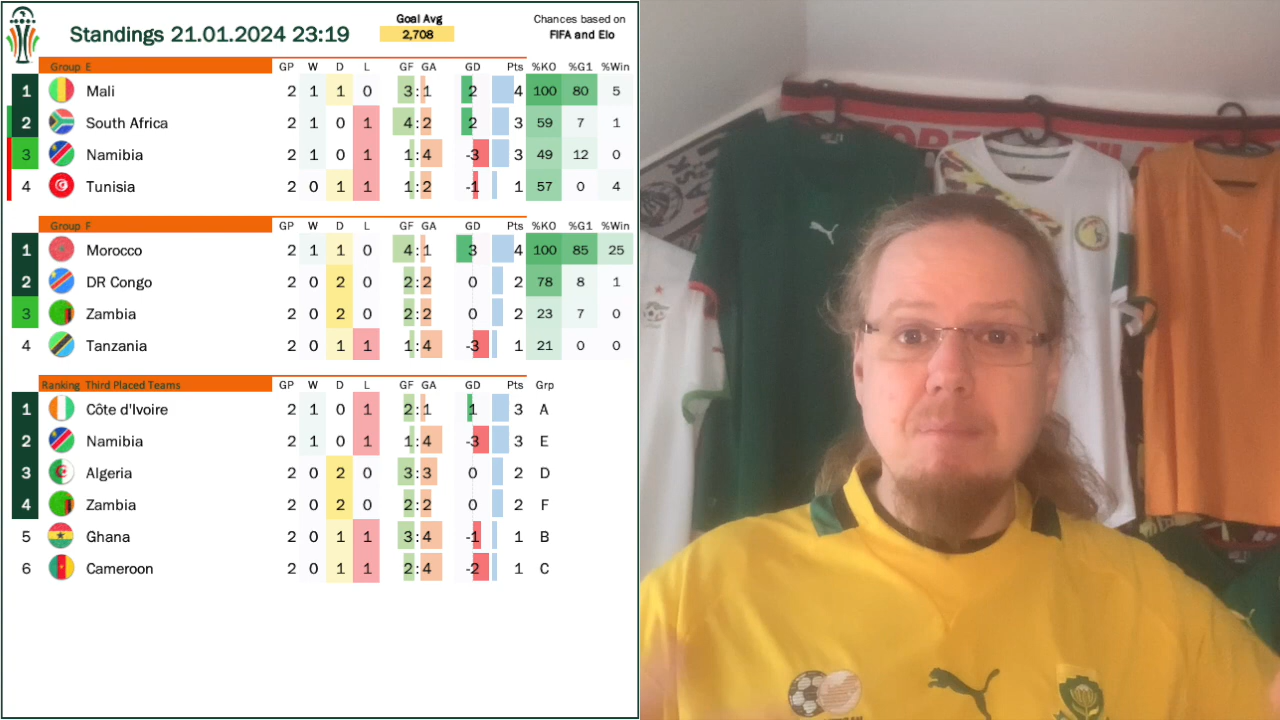 Standings 21.01.2024 23:19
Goal Avg
2,708
Chances based on
FIFA and Elo
Group E GP W D L GF GA GD Pts %KO %G1 %Win
1 Mali 2 1 1 0 3:1 2 4 100 80 5
2 South Africa 2 1 0 1 4:2 2 3 59 7 1
3 Namibia 2 1 0 1 1:4 -3 3 49 12 0
4 Tunisia 2 0 1 1 1:2 -1 1 57 0 4
Group F GP W D L GF GA GD Pts %KO %G1 %Win
1 Morocco 2 1 1 0 4:1 3 4 100 85 25
2 DR Congo 2 0 2 0 2:2 0 2 78 8 1
3 Zambia 2 0 2 0 2:2 0 2 23 7 0
4 Tanzania 2 0 1 1 1:4 -3 1 21 0 0
Ranking Third Placed Teams GP W D L GF GA GD Pts Grp
1 Côte d'Ivoire 2 1 0 1 2:1 1 3 A
2 Namibia 2 1 0 1 1:4 -3 3 E
3 Algeria 2 0 2 0 3:3 0 2 D
4 Zambia 2 0 2 0 2:2 0 2 F
5 Ghana 2 0 1 1 3:4 -1 1 B
6 Cameroon 2 0 1 1 2:4 -2 1 C